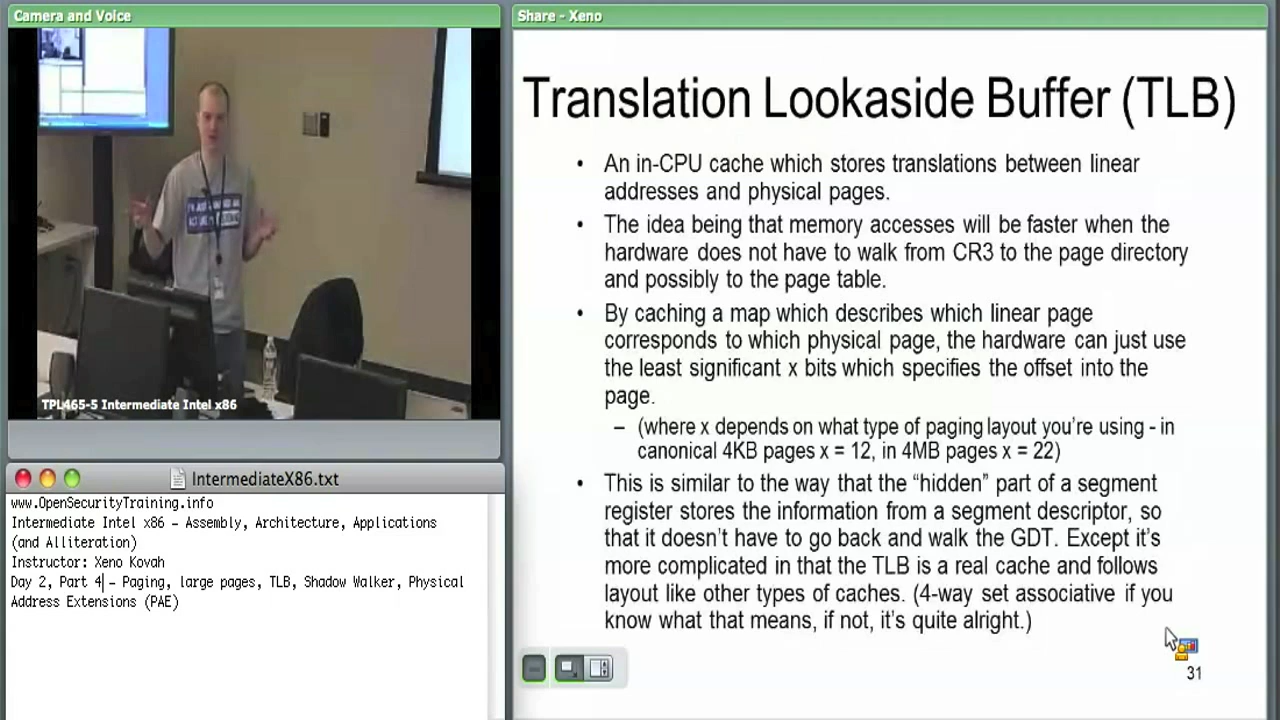 Camera and Voice
TPL465-5 Intermediate Intel x86
IntermediateX86.txt
www.OpenSecurityTraining.info
Intermediate Intel x86 – Assembly, Architecture, Applications
(and Alliteration)
Instructor: Xeno Kovah
Day 2, Part 4 – Paging, large pages, TLB, Shadow Walker, Physical
Address Extensions (PAE)
Share - Xeno
Translation Lookaside Buffer (TLB)
• An in-CPU cache which stores translations between linear
addresses and physical pages.
• The idea being that memory accesses will be faster when the
hardware does not have to walk from CR3 to the page directory
and possibly to the page table.
• By caching a map which describes which linear page
corresponds to which physical page, the hardware can just use
the least significant x bits which specifies the offset into the
page.
– (where x depends on what type of paging layout you're using - in
canonical 4KB pages x = 12, in 4MB pages x = 22)
• This is similar to the way that the “hidden” part of a segment
register stores the information from a segment descriptor, so
that it doesn't have to go back and walk the GDT. Except it's
more complicated in that the TLB is a real cache and follows
layout like other types of caches. (4-way set associative if you
know what that means, if not, it's quite alright.)
31